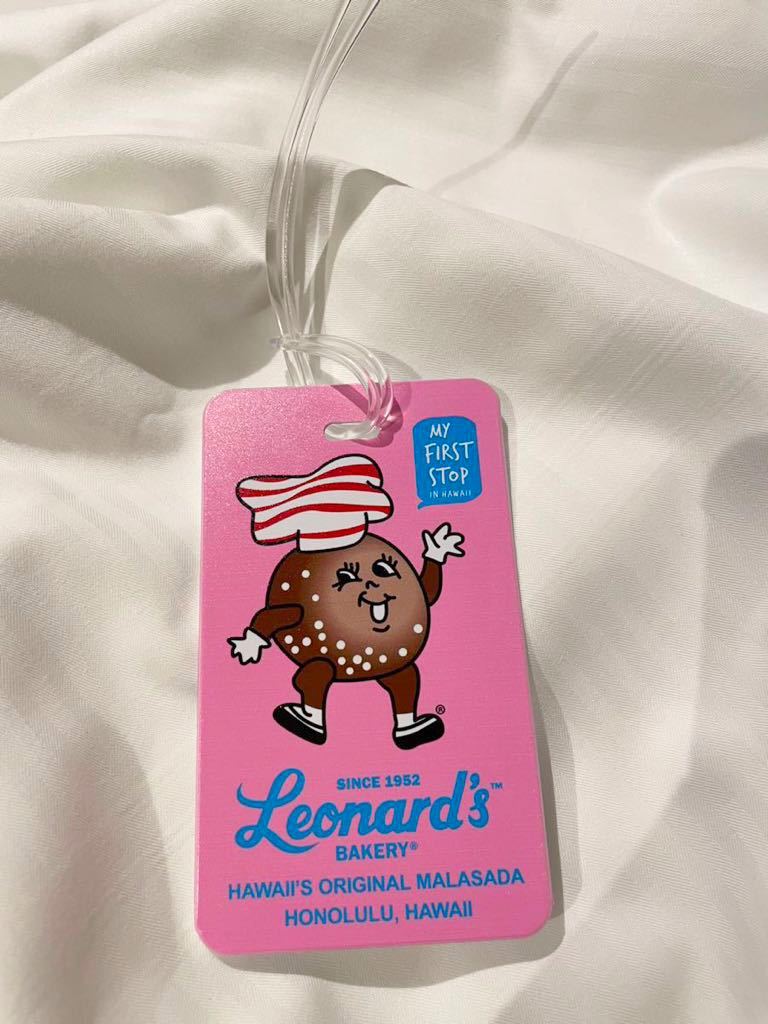 MY
FIRST
STOP
IN HAWAII
®
SINCE 1952
Leonard's™
BAKERY®
HAWAII'S ORIGINAL MALASADA
HONOLULU, HAWAII